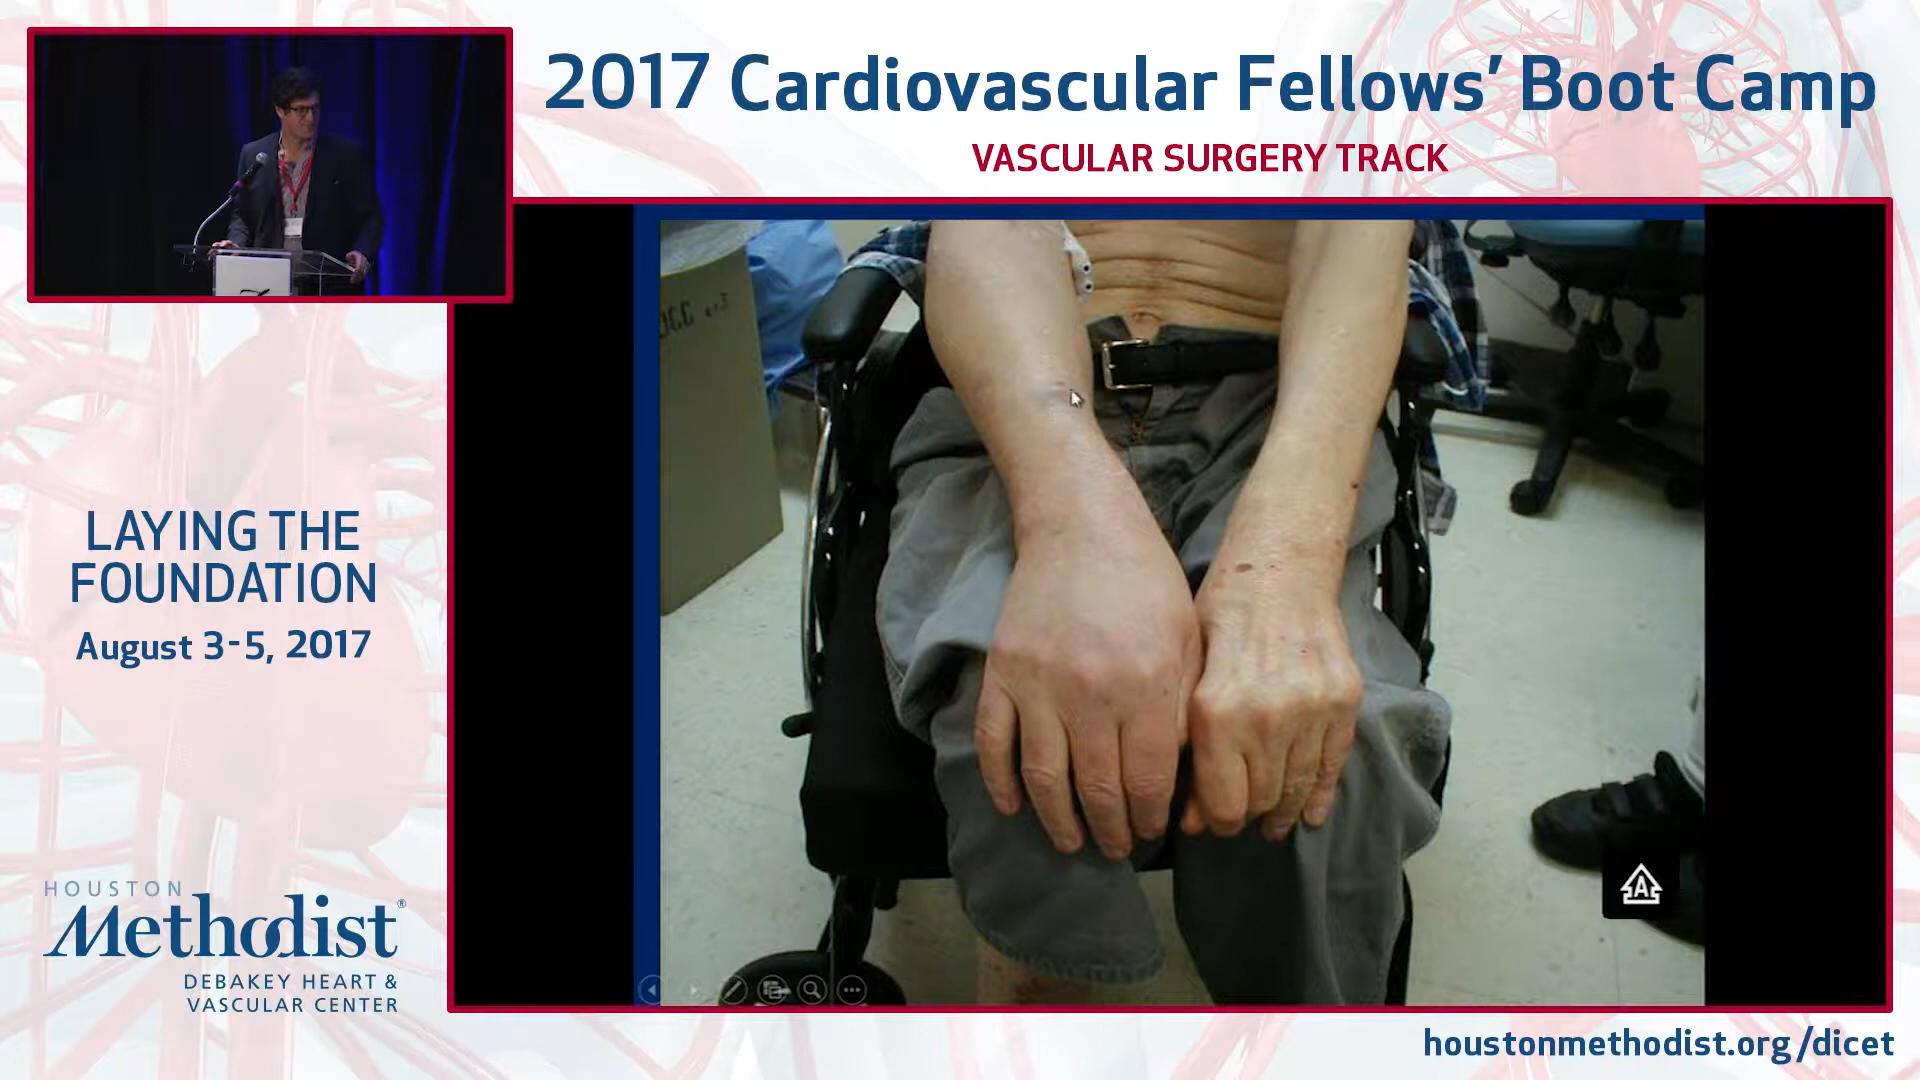 2017 Cardiovascular Fellows’ Boot Camp
VASCULAR SURGERY TRACK
LAYING THE
FOUNDATION
August 3-5, 2017
HOUSTON
Methodist®
DEBAKEY HEART &
VASCULAR CENTER
A
houstonmethodist.org/dicet